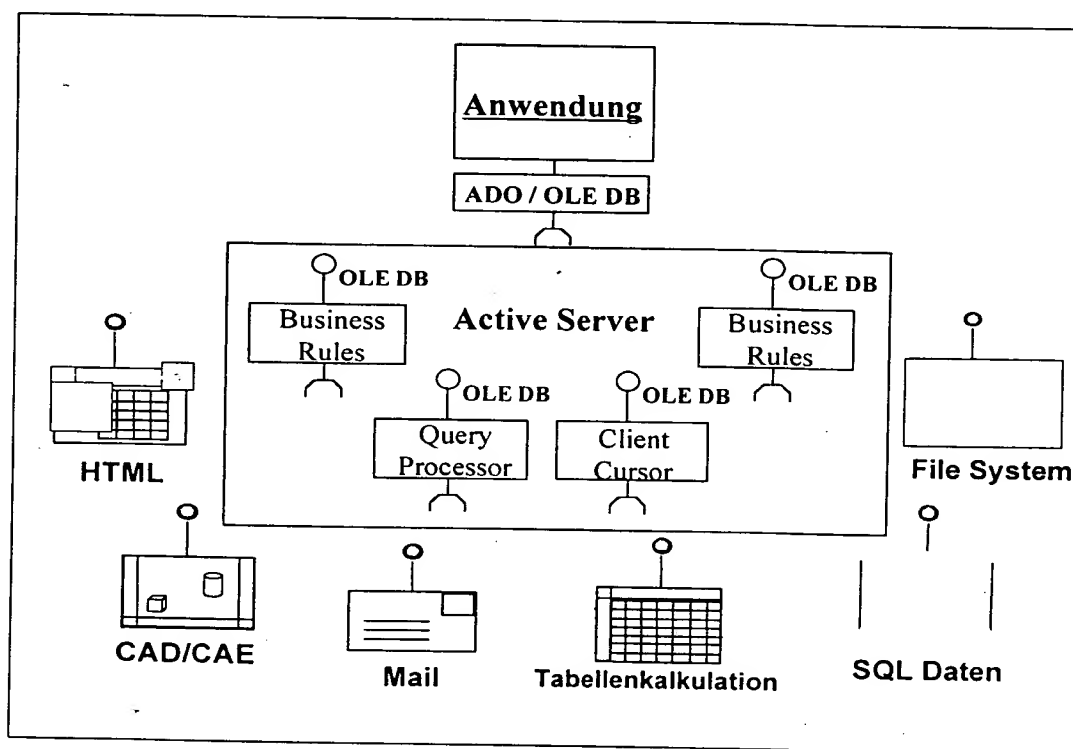 Anwendung
ADO / OLE DB
OLE DB
OLE DB
Business
Rules
Active Server
Business
Rules
OLE DB
OLE DB
Query
Processor
Client
Cursor
HTML
File System
CAD/CAE
Mail
Tabellenkalkulation
SQL Daten